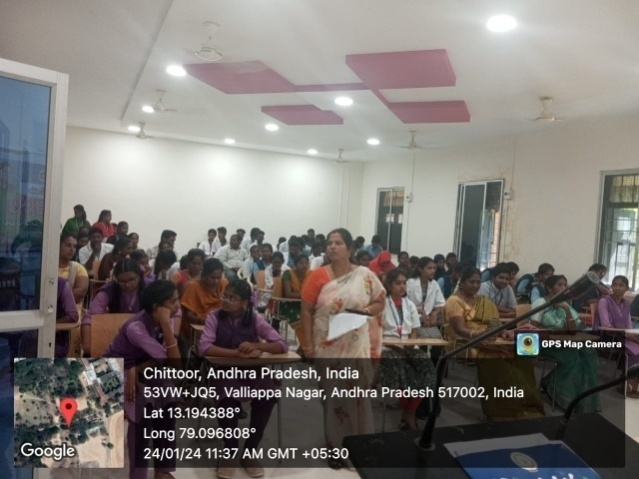 GPS Map Camera
Chittoor, Andhra Pradesh, India
53VW+JQ5, Valliappa Nagar, Andhra Pradesh 517002, India
Lat 13.194388°
Long 79.096808°
24/01/24 11:37 AM GMT +05:30
Google